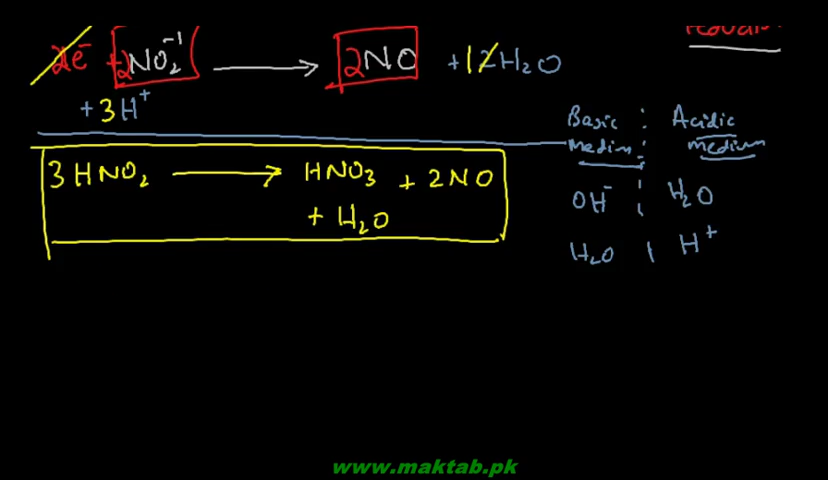 2e⁻ + 2NO₂⁻¹ ⟶ 2NO + 12H₂O
+ 3H⁺
3HNO₂ ⟶ HNO₃ + 2NO
+ H₂O
Basic : Acidic
medium : medium
OH⁻ H₂O
H₂O H⁺
www.maktab.pk